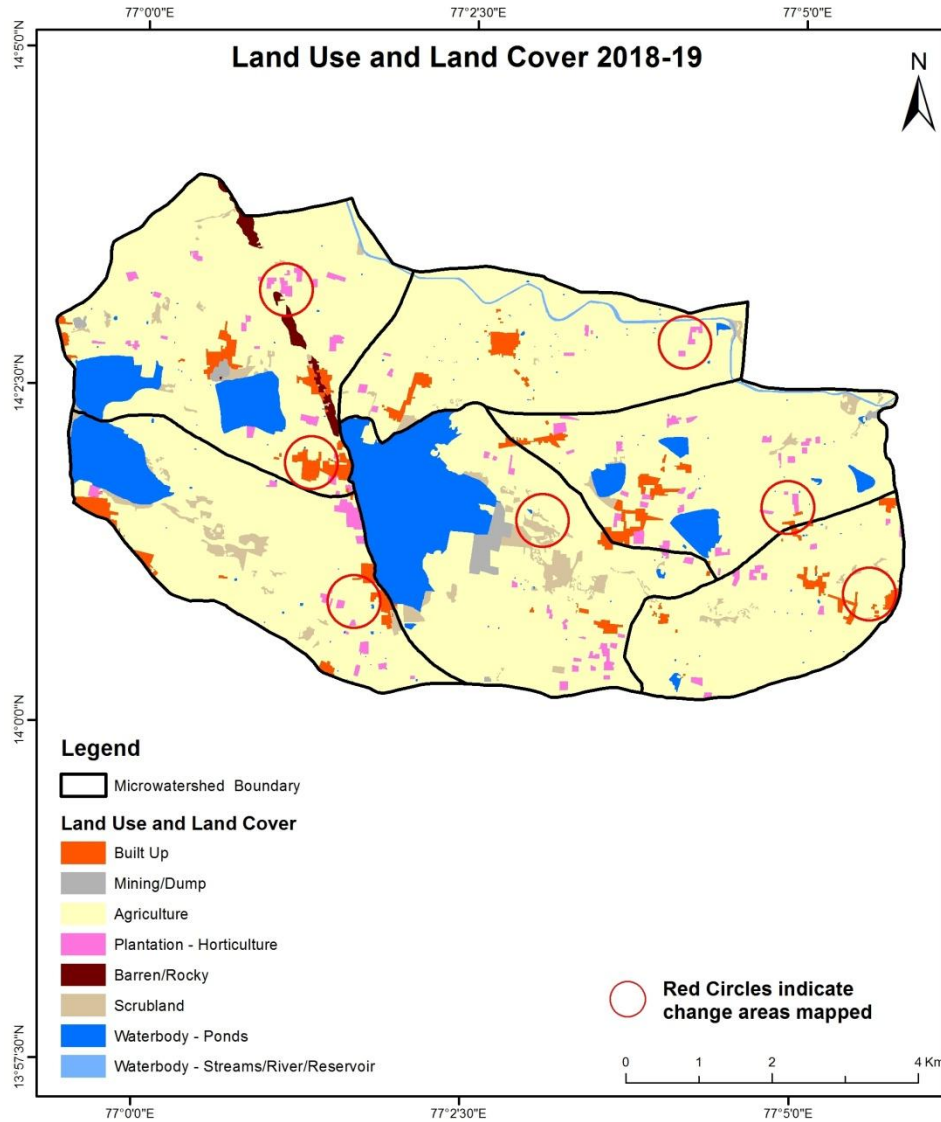 77°0'0"E 77°2'30"E 77°5'0"E
14°5'0"N
Land Use and Land Cover 2018-19
N
14°2'30"N
14°0'0"N
Legend
Microwatershed Boundary
Land Use and Land Cover
Built Up
Mining/Dump
Agriculture
Plantation - Horticulture
Barren/Rocky
Scrubland
Waterbody - Ponds
Waterbody - Streams/River/Reservoir
Red Circles indicate
change areas mapped
0 1 2 4 Km
13°57'30"N
77°0'0"E 77°2'30"E 77°5'0"E